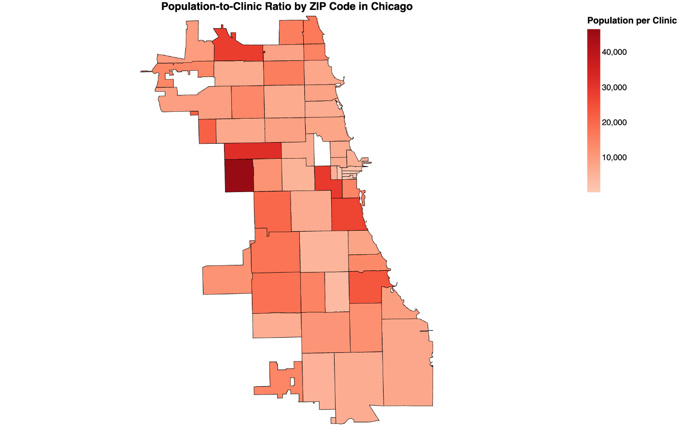 Population-to-Clinic Ratio by ZIP Code in Chicago
Population per Clinic
40,000
30,000
20,000
10,000